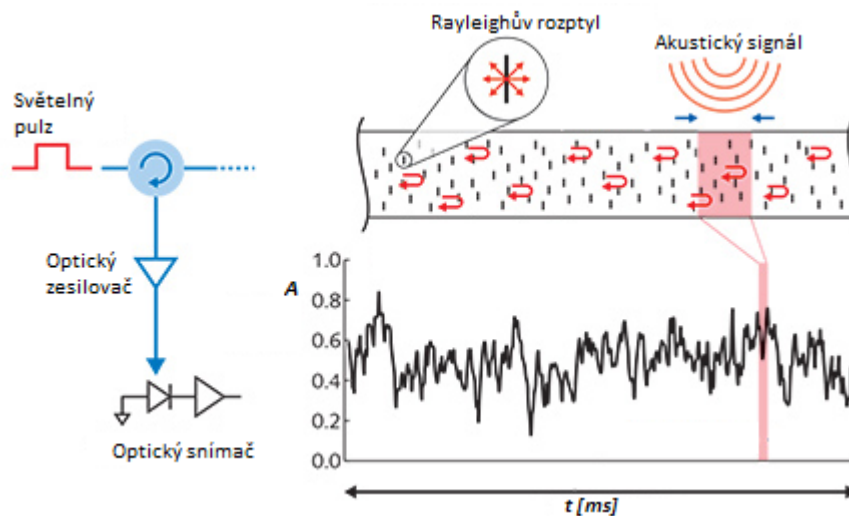 Rayleighův rozptyl
Akustický signál
Světelný
pulz
Optický
zesilovač
Optický snímač
A
1.0
0.8
0.6
0.4
0.2
0.0
t [ms]